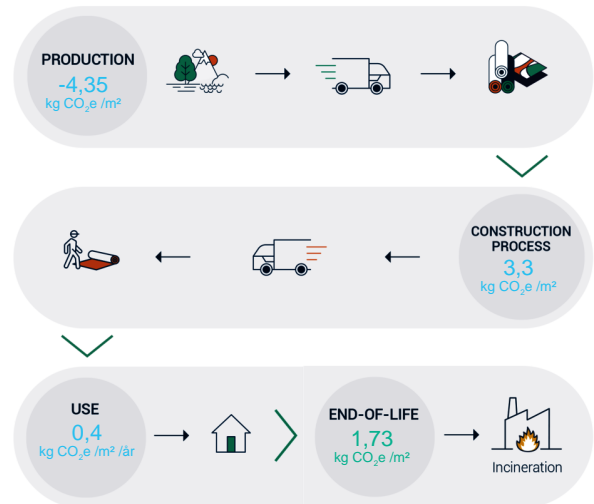 PRODUCTION
-4,35
kg CO₂e /m²
CONSTRUCTION
PROCESS
3,3
kg CO₂e /m²
USE
0,4
kg CO₂e /m² /år
END-OF-LIFE
1,73
kg CO₂e /m²
Incineration